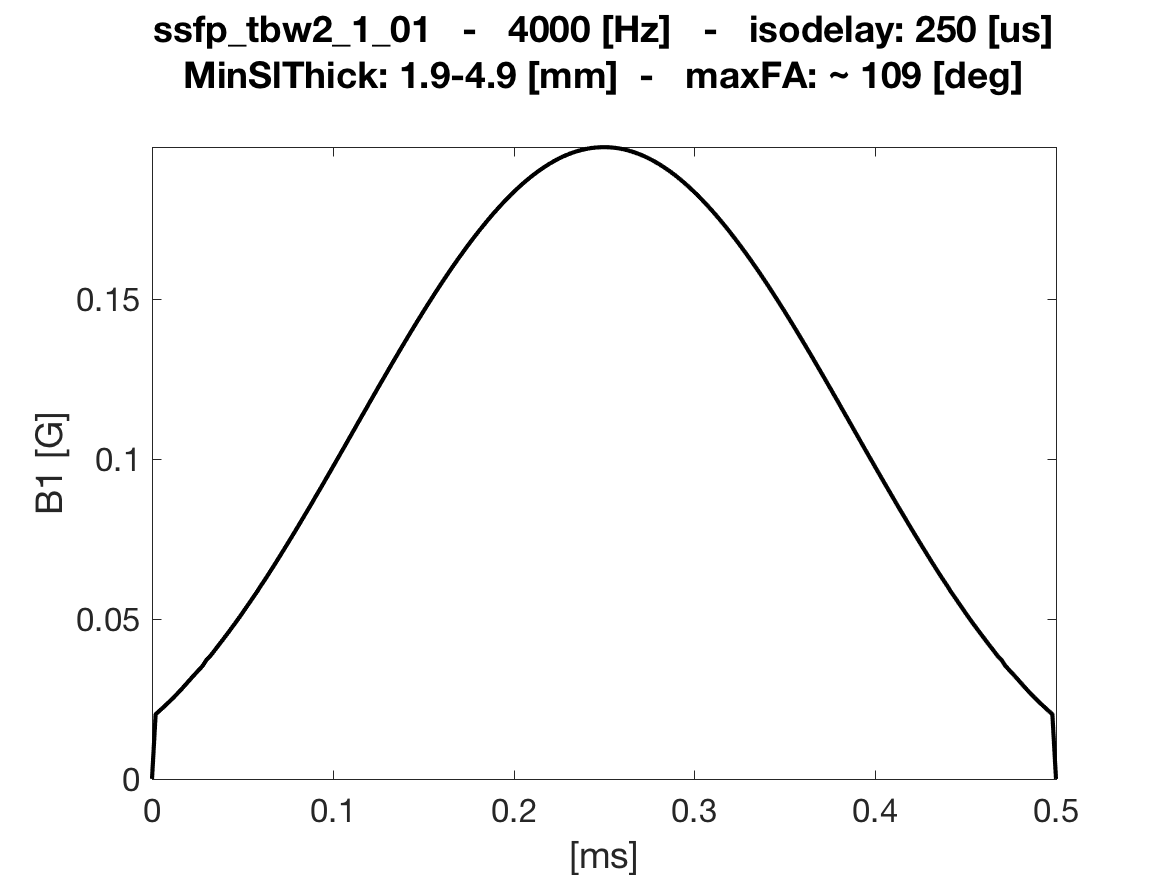 ssfp_tbw2_1_01 - 4000 [Hz] - isodelay: 250 [us]
MinSlThick: 1.9-4.9 [mm] - maxFA: ~ 109 [deg]
B1 [G]
0.15
0.1
0.05
0
0 0.1 0.2 0.3 0.4 0.5
[ms]